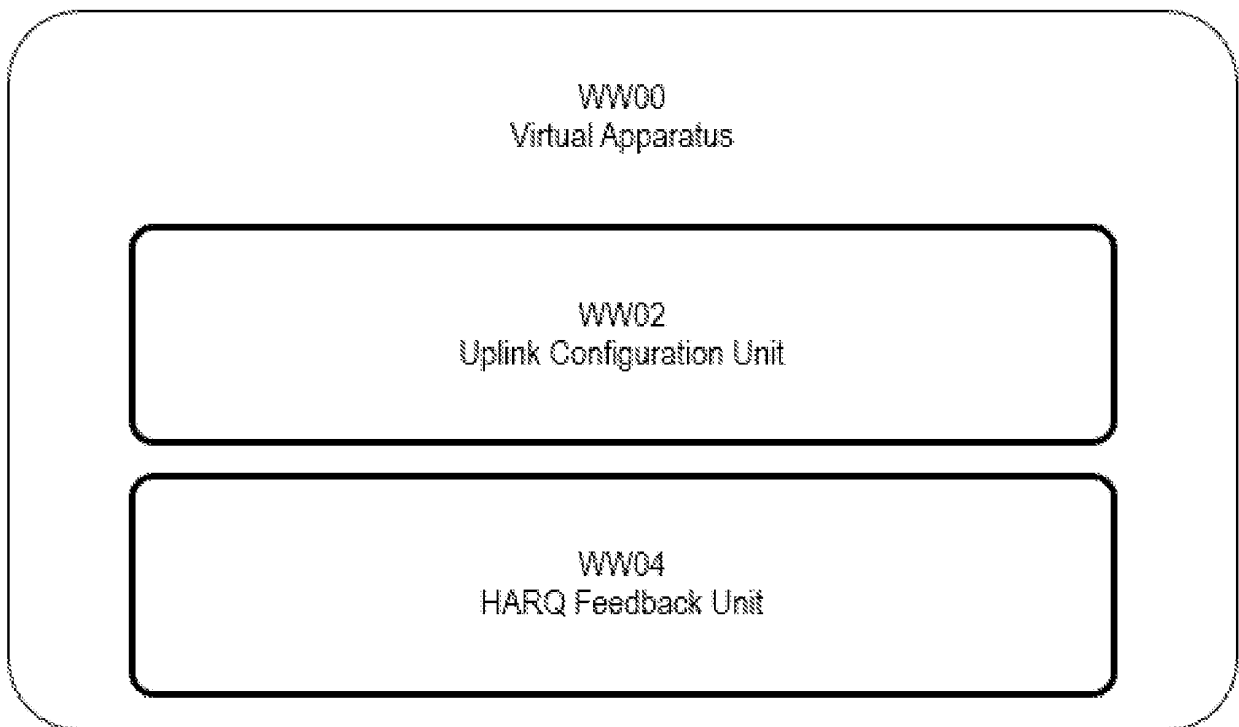 WW00
Virtual Apparatus
WW02
Uplink Configuration Unit
WW04
HARQ Feedback Unit